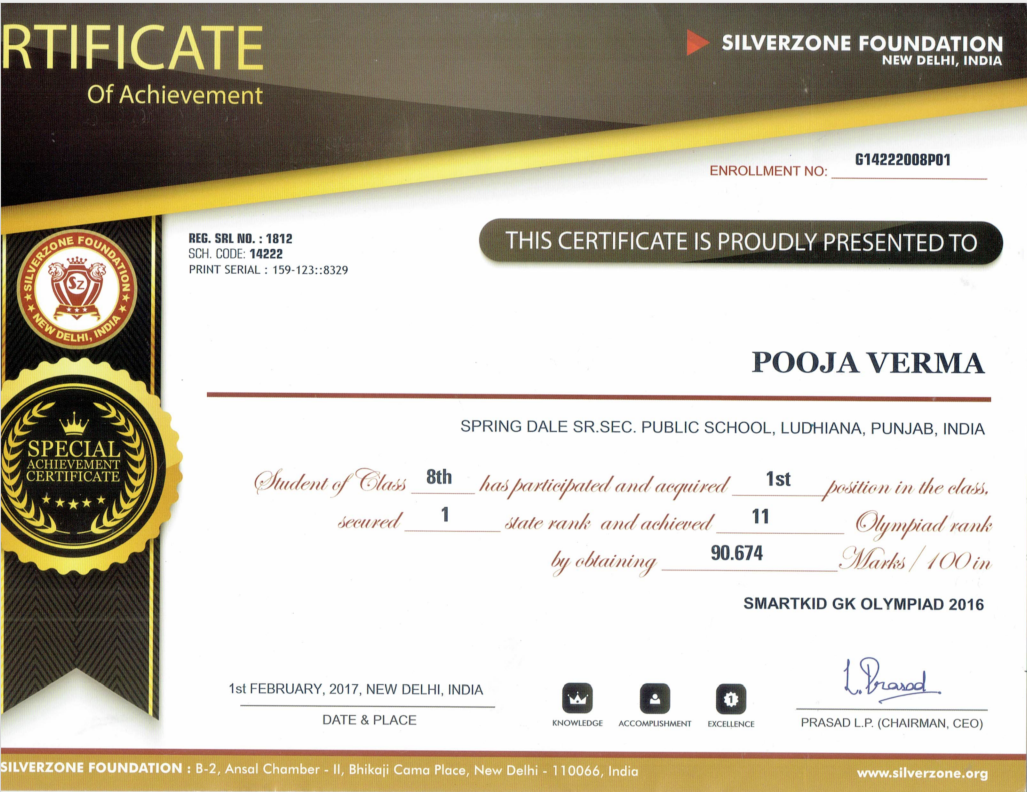 RTIFICATE
Of Achievement
SILVERZONE FOUNDATION
NEW DELHI, INDIA
ENROLLMENT NO: G14222008P01
REG. SRL NO. : 1812
SCH. CODE: 14222
PRINT SERIAL : 159-123::8329
THIS CERTIFICATE IS PROUDLY PRESENTED TO
SILVERZONE FOUNDATION
SZ
NEW DELHI, INDIA
POOJA VERMA
SPRING DALE SR.SEC. PUBLIC SCHOOL, LUDHIANA, PUNJAB, INDIA
SPECIAL
ACHIEVEMENT
CERTIFICATE
Student of Class 8th has participated and acquired 1st position in the class,
secured 1 state rank and achieved 11 Olympiad rank
by obtaining 90.674 Marks / 100 in
SMARTKID GK OLYMPIAD 2016
L. Prasad
1st FEBRUARY, 2017, NEW DELHI, INDIA
DATE & PLACE
1
KNOWLEDGE ACCOMPLISHMENT EXCELLENCE
PRASAD L.P. (CHAIRMAN, CEO)
SILVERZONE FOUNDATION : B-2, Ansal Chamber - II, Bhikaji Cama Place, New Delhi - 110066, India
www.silverzone.org